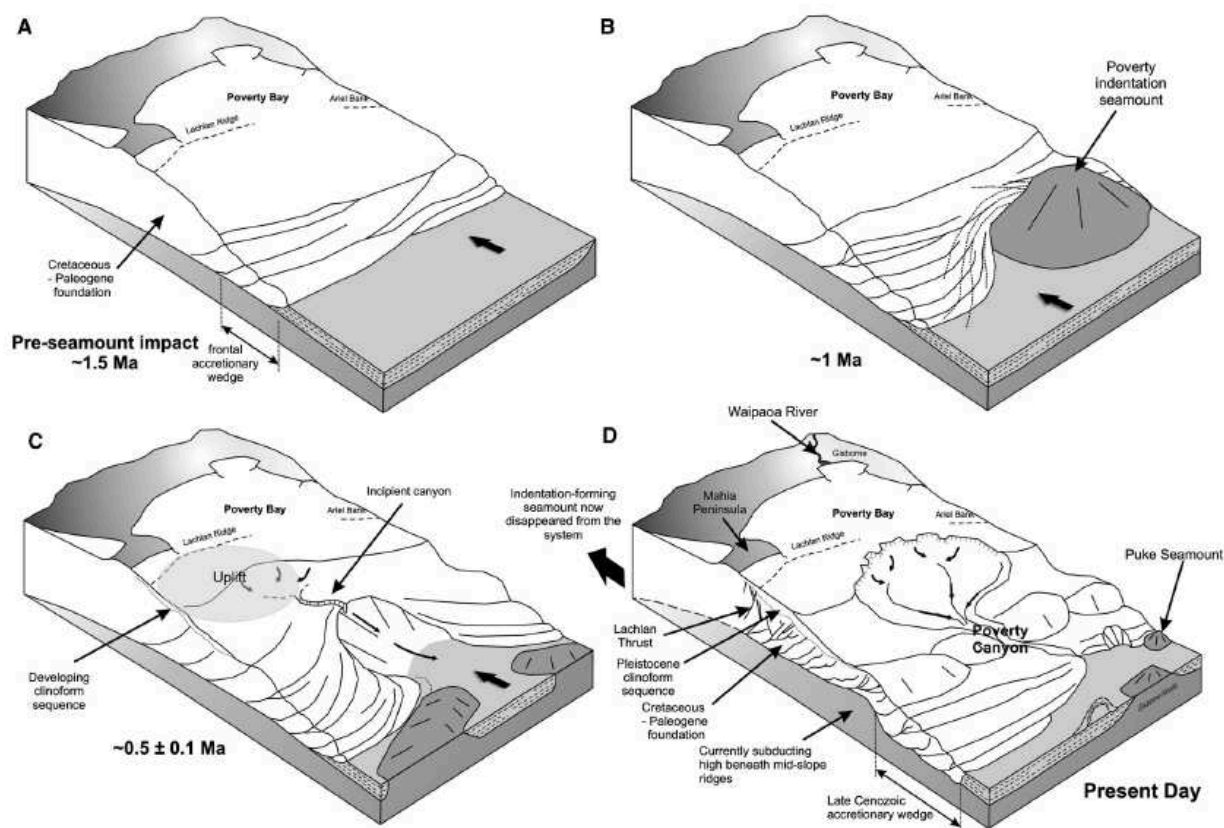 A
Poverty Bay
Ariel Bank
Lachlan Ridge
Cretaceous
- Paleogene
foundation
Pre-seamount impact
~1.5 Ma
frontal
accretionary
wedge
B
Poverty
indentation
seamount
Poverty Bay
Ariel Bank
Lachlan Ridge
~1 Ma
C
Incipient canyon
Poverty Bay
Ariel Bank
Lachlan Ridge
Uplift
Developing
clinoform
sequence
~0.5 ± 0.1 Ma
Indentation-forming
seamount now
disappeared from the
system
D
Waipaoa River
Gisborne
Mahia
Peninsula
Poverty Bay
Ariel Bank
Lachlan Ridge
Puke Seamount
Poverty
Canyon
Lachlan
Thrust
Pleistocene
clinoform
sequence
Cretaceous
- Paleogene
foundation
Currently subducting
high beneath mid-slope
ridges
Late Cenozoic
accretionary wedge
Present Day